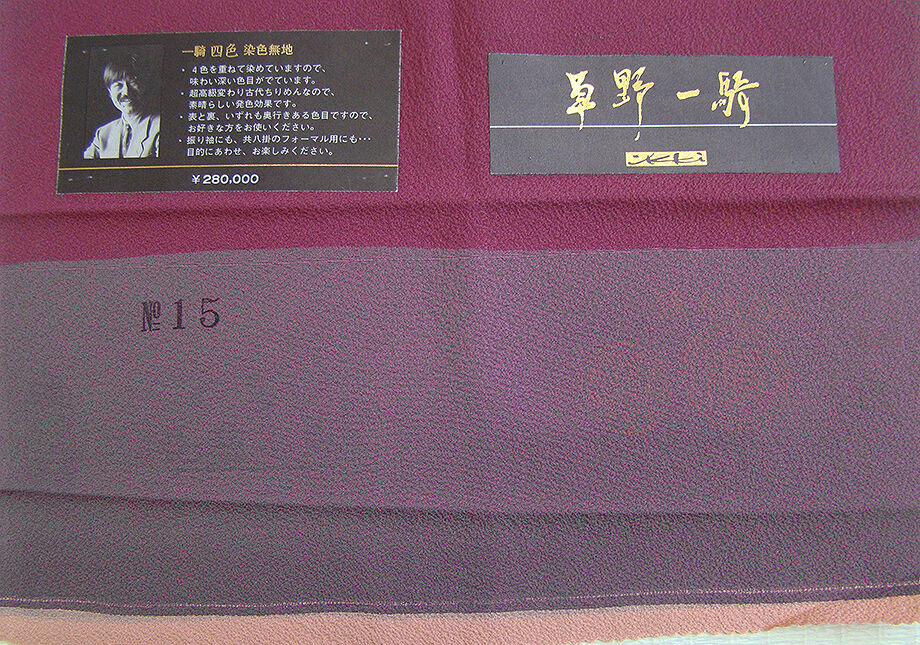 一騎 四色 染色無地
・ 4色を重ねて染めていますので、
味わい深い色目がでています。
・ 超高級変わり古代ちりめんなので、
素晴らしい発色効果です。
・ 表と裏、いずれも奥行きある色目ですので、
お好きな方をお使いください。
・ 振り袖にも、共八掛のフォーマル用にも…
目的にあわせ、お楽しみください。
¥280,000
草野一騎
ikki
№15